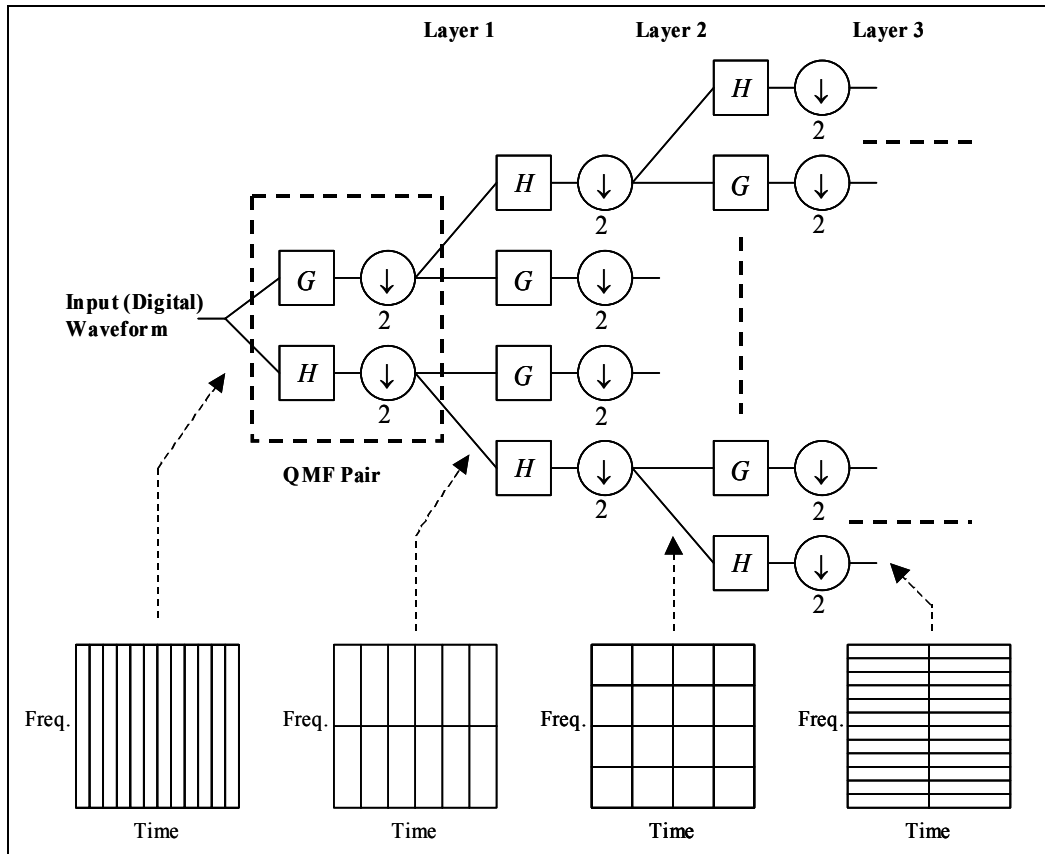 Layer 1 Layer 2 Layer 3
H ↓
2
H ↓ G ↓
2 2
G ↓ G ↓
2 2
Input (Digital)
Waveform
H ↓ G ↓
2 2
H ↓ G ↓
2 2
QMF Pair
H ↓
2
Freq. Freq. Freq. Freq.
Time Time Time Time